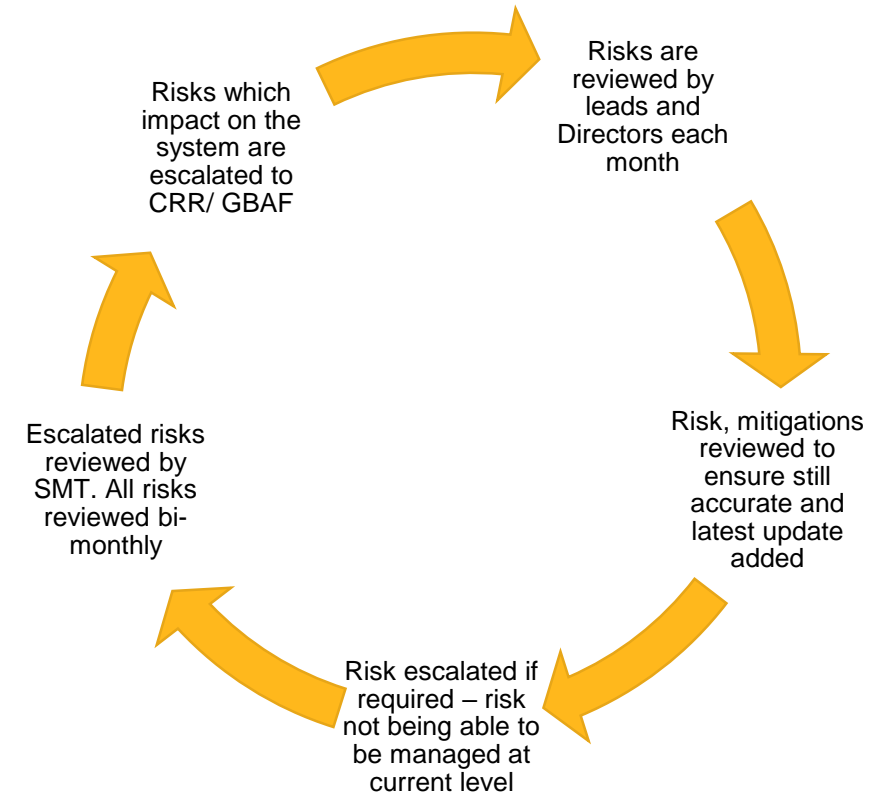 Risks are
reviewed by
leads and
Directors each
month
Risk, mitigations
reviewed to
ensure still
accurate and
latest update
added
Risk escalated if
required – risk
not being able to
be managed at
current level
Escalated risks
reviewed by
SMT. All risks
reviewed bi-
monthly
Risks which
impact on the
system are
escalated to
CRR/ GBAF